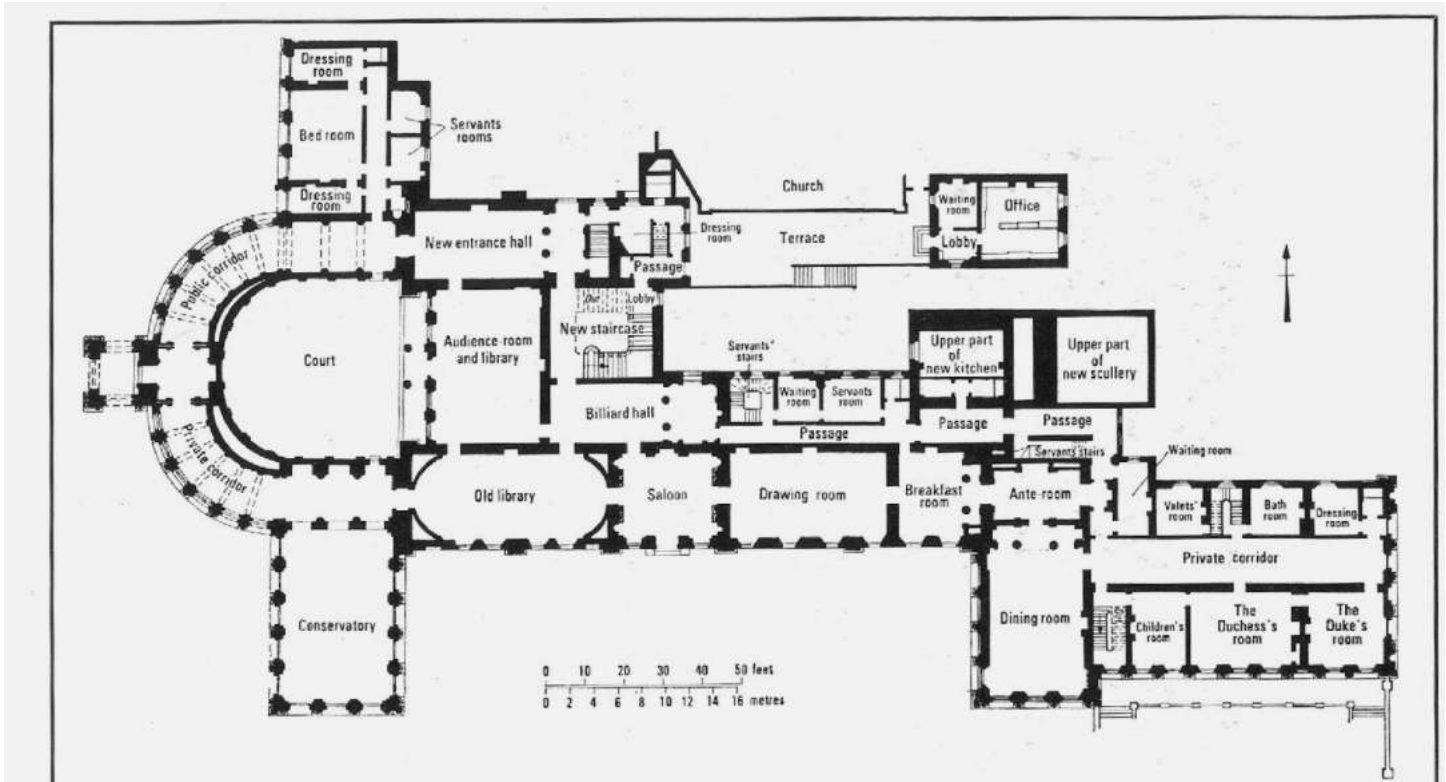 Dressing
room
Bed room
Servants
rooms
Dressing
room
Church
Waiting
room
Office
New entrance hall
Dressing
room
Terrace
Lobby
Public corridor
Passage
Our
Lobby
New staircase
Court
Audience-room
and library
Servants'
stairs
Upper part
of
new kitchen
Upper part
of
new scullery
Waiting
room
Servants
room
Billiard hall
Passage
Passage
Passage
Private corridor
Servants stairs
Waiting room
Old library
Saloon
Drawing room
Breakfast
room
Ante-room
Valets'
room
Bath
room
Dressing
room
Private corridor
Conservatory
Dining room
Children's
room
The
Duchess's
room
The
Duke's
room
0 10 20 30 40 50 feet
0 2 4 6 8 10 12 14 16 metres